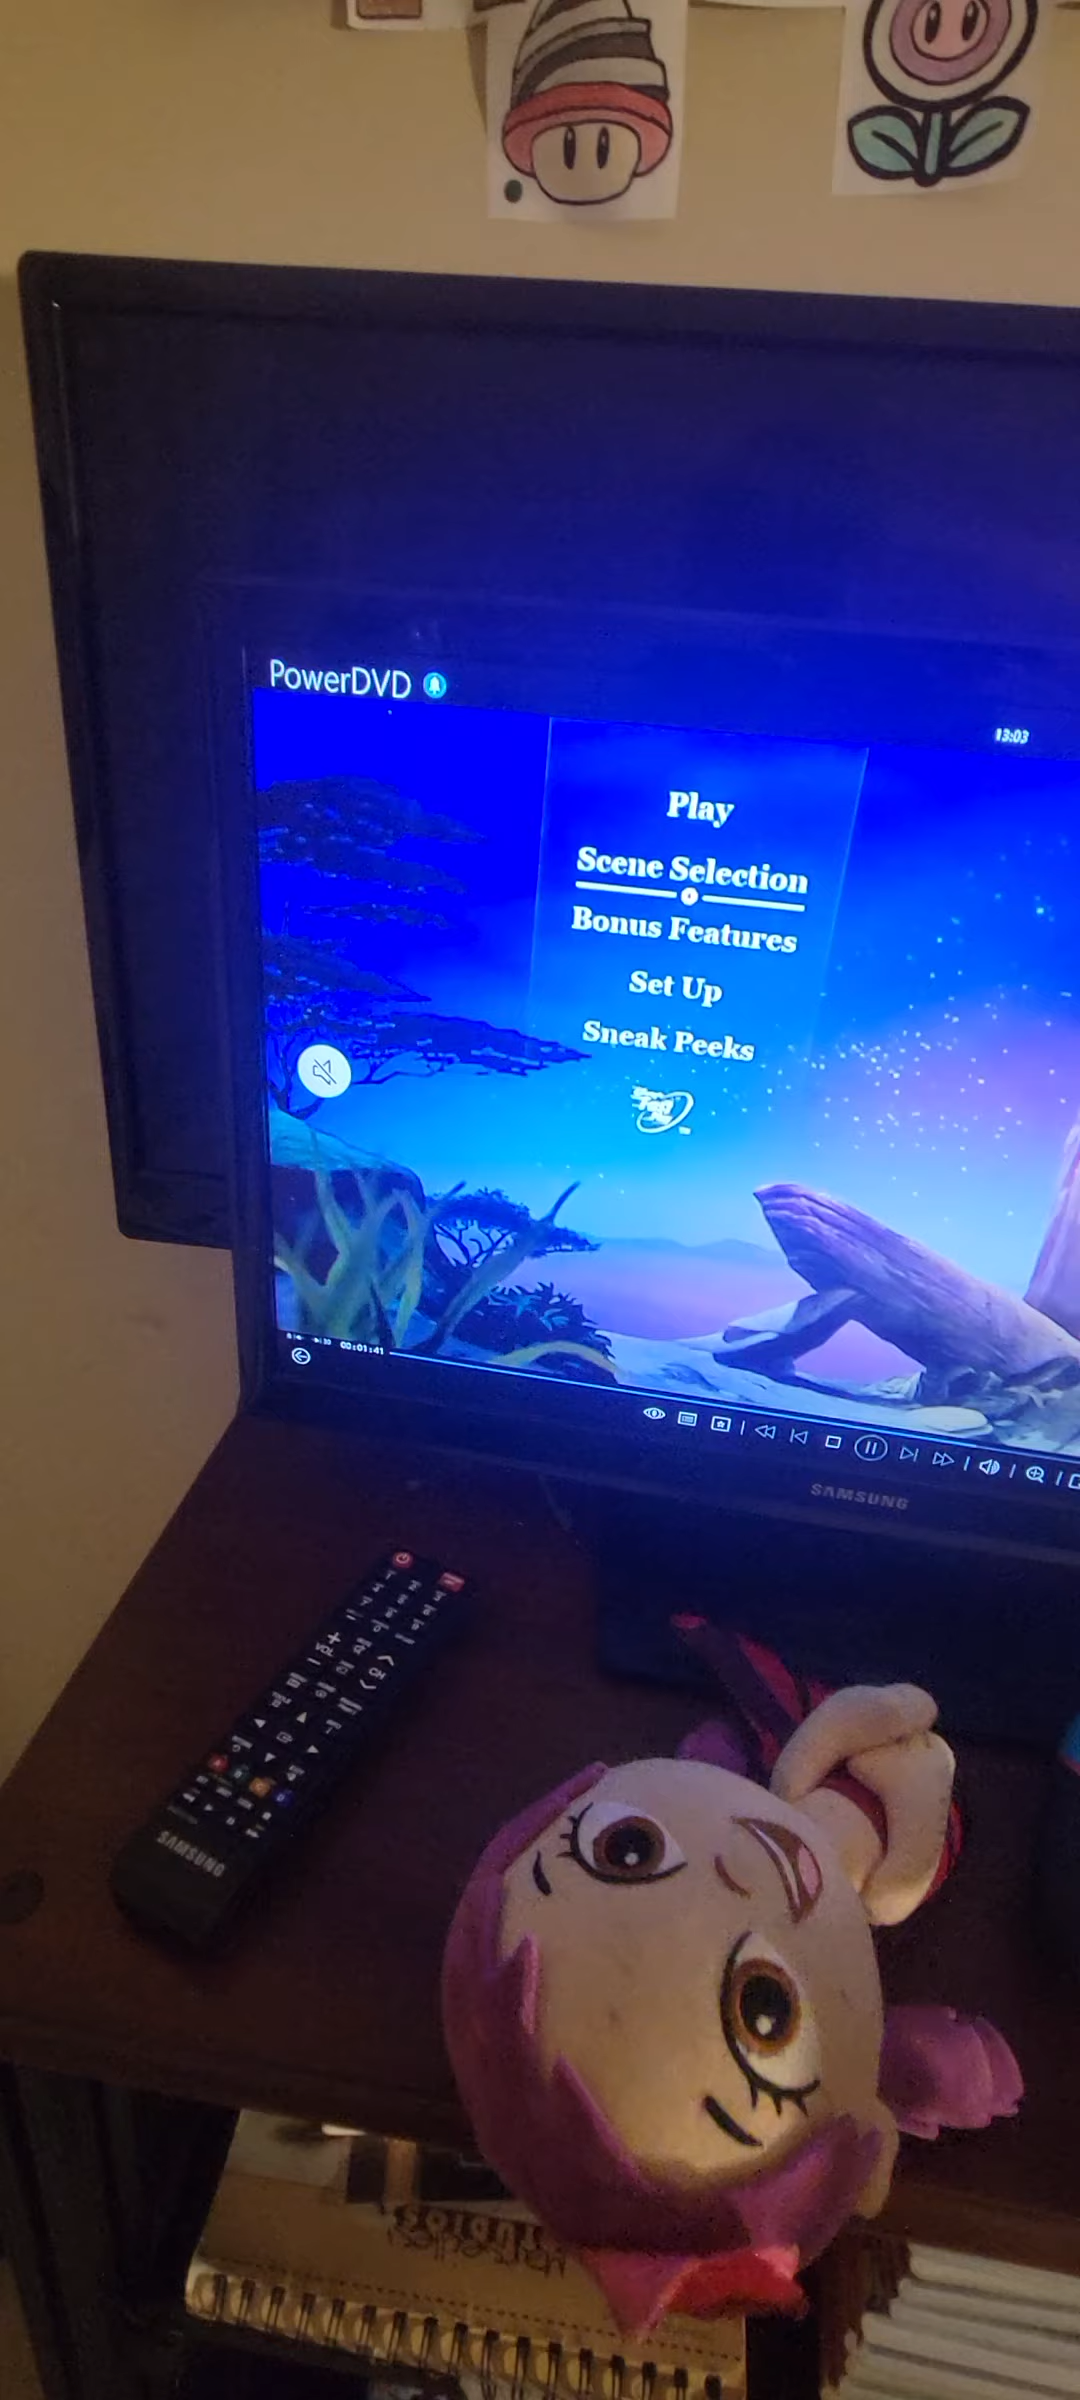 PowerDVD
13:03
Play
Scene Selection
Bonus Features
Set Up
Sneak Peeks
00:01:41
SAMSUNG
SAMSUNG